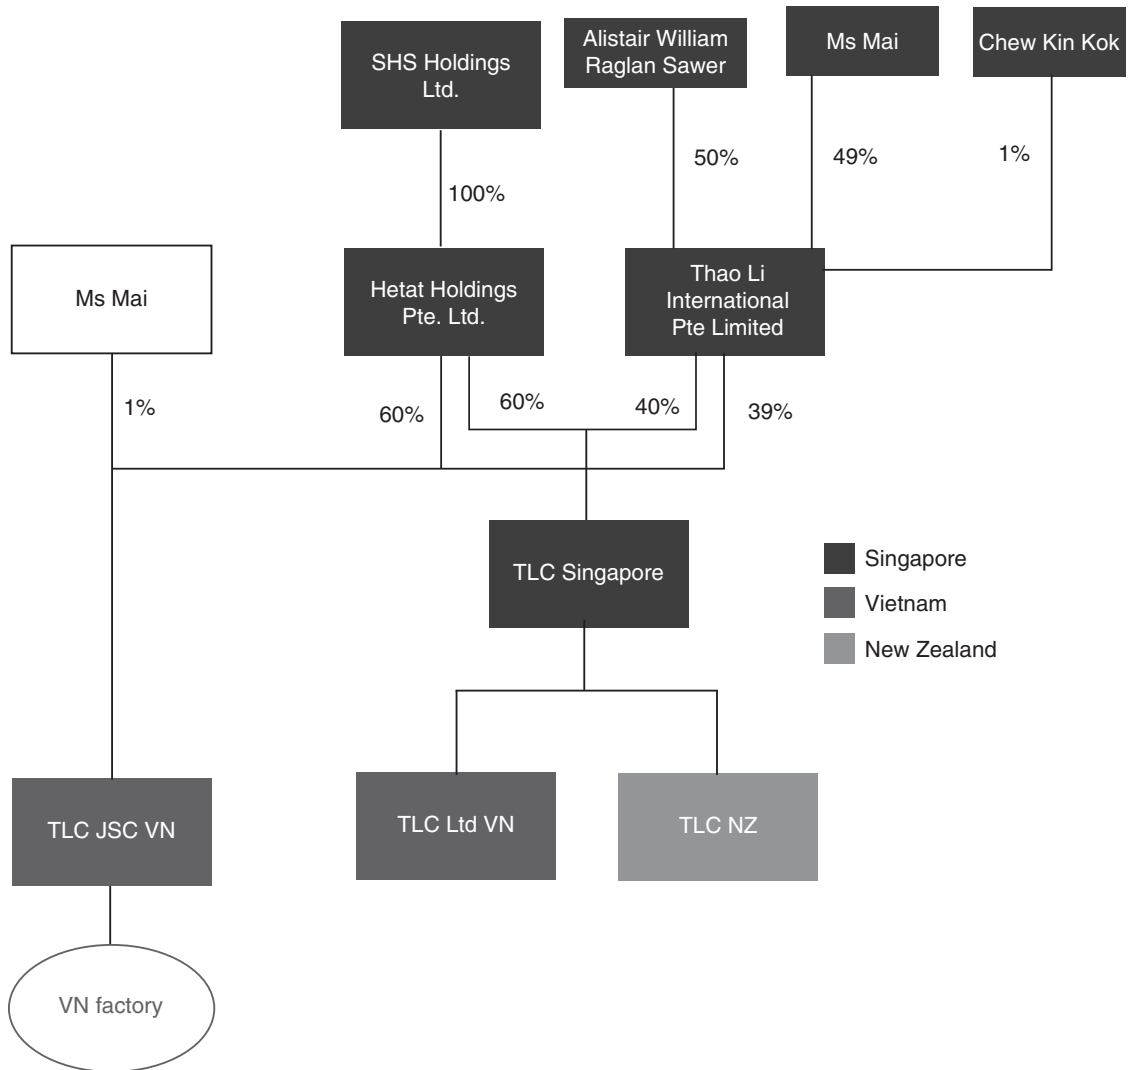 SHS Holdings
Ltd.
Alistair William
Raglan Sawer
Ms Mai
Chew Kin Kok
50%
49%
1%
100%
Ms Mai
Hetat Holdings
Pte. Ltd.
Thao Li
International
Pte Limited
1%
60%
60%
40%
39%
TLC Singapore
Singapore
Vietnam
New Zealand
TLC JSC VN
TLC Ltd VN
TLC NZ
VN factory